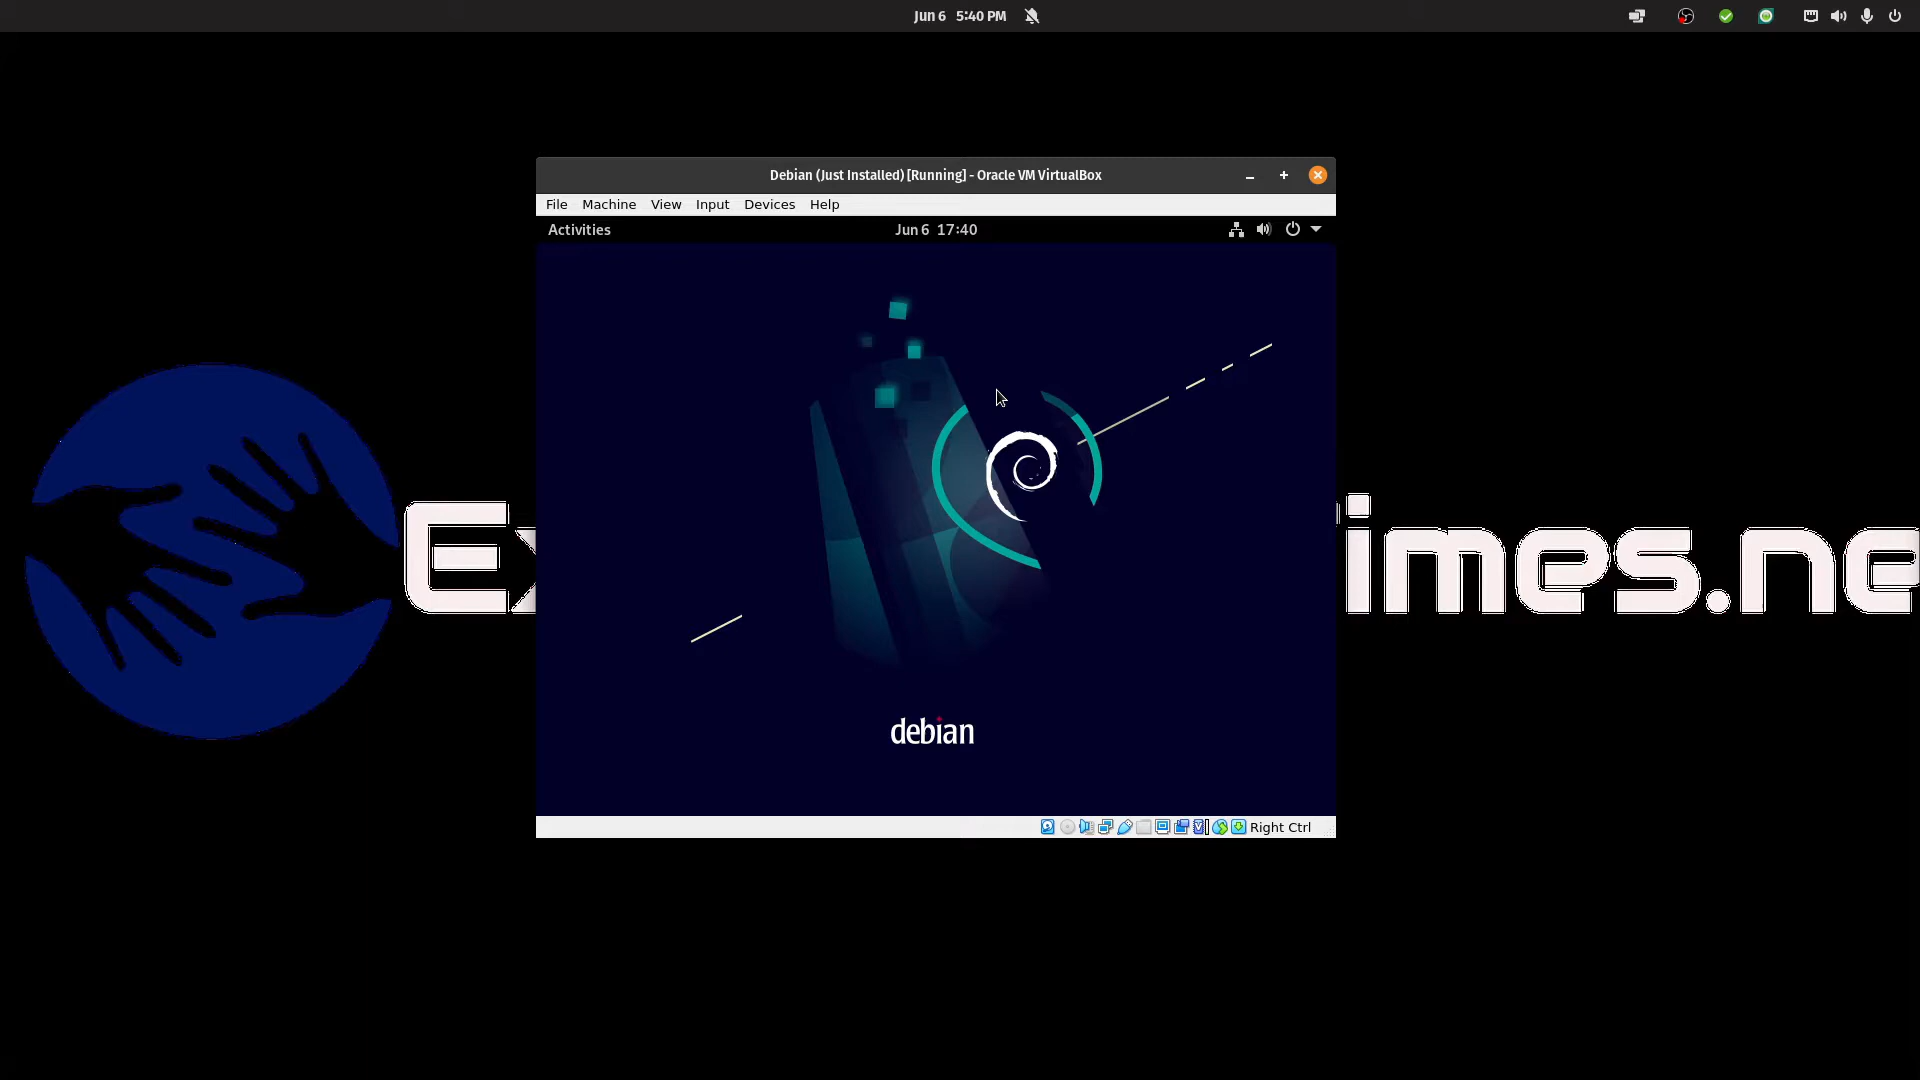 Jun 6 5:40 PM
Debian (Just Installed) [Running] - Oracle VM VirtualBox
File Machine View Input Devices Help
Activities Jun 6 17:40
debian
Right Ctrl